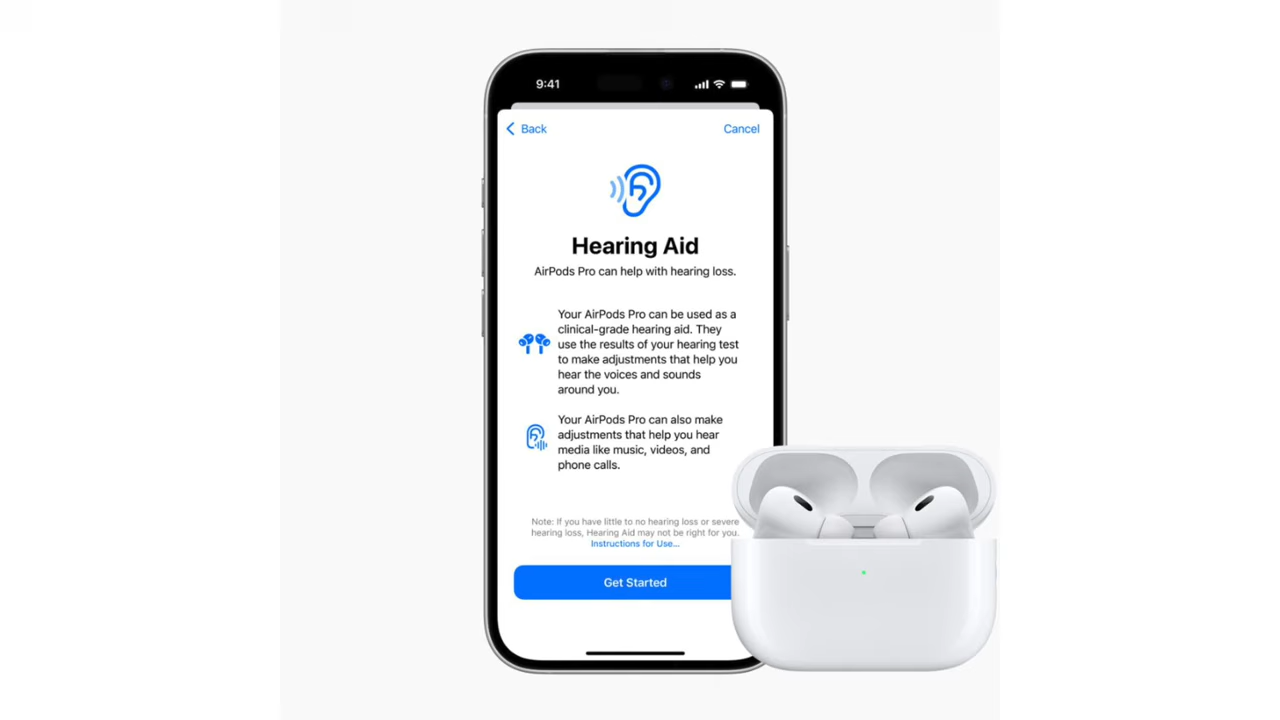 9:41
Back
Cancel
Hearing Aid
AirPods Pro can help with hearing loss.
Your AirPods Pro can be used as a
clinical-grade hearing aid. They
use the results of your hearing test
to make adjustments that help you
hear the voices and sounds
around you.
Your AirPods Pro can also make
adjustments that help you hear
media like music, videos, and
phone calls.
Note: If you have little to no hearing loss or severe
hearing loss, Hearing Aid may not be right for you.
Instructions for Use...
Get Started